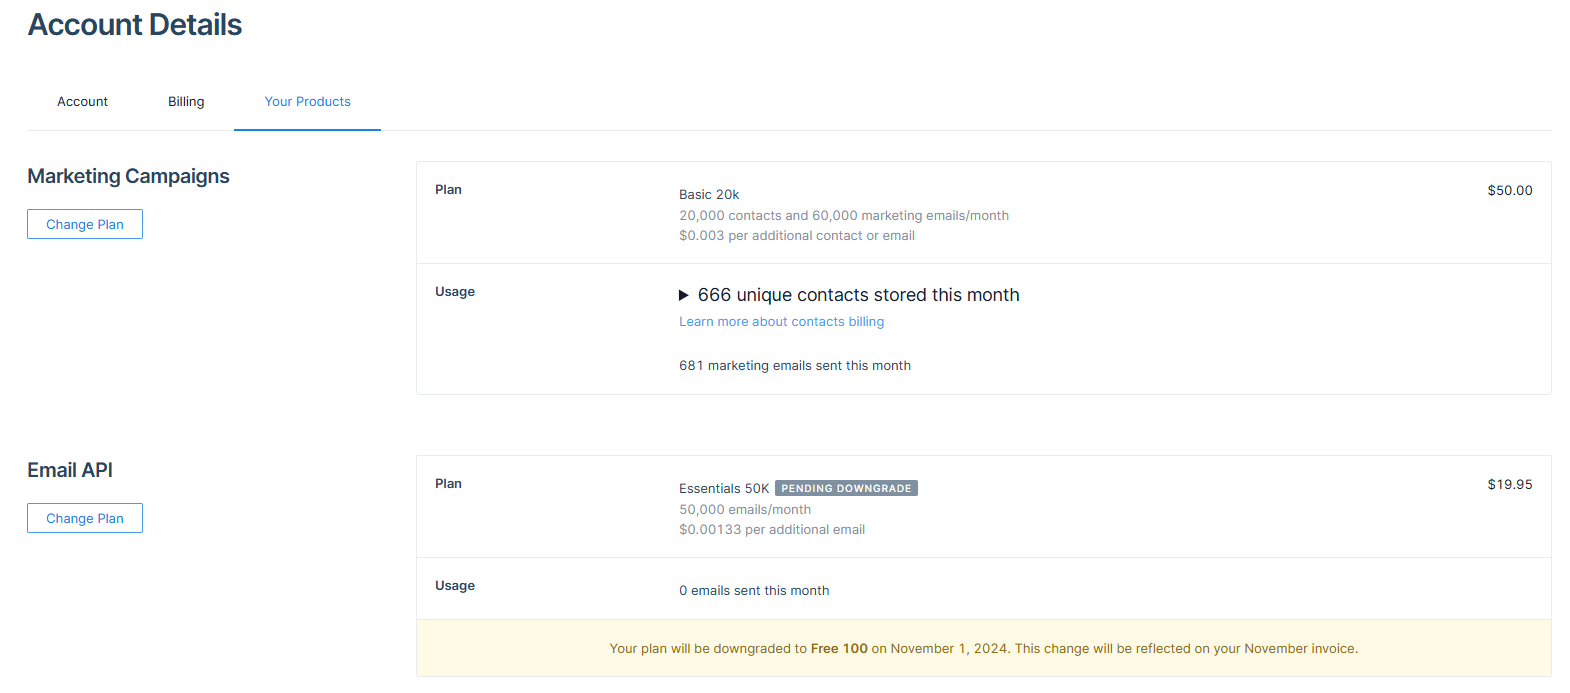 Account Details
Account
Billing
Your Products
Marketing Campaigns
Change Plan
Plan
Basic 20k
20,000 contacts and 60,000 marketing emails/month
$0.003 per additional contact or email
$50.00
Usage
666 unique contacts stored this month
Learn more about contacts billing
681 marketing emails sent this month
Email API
Change Plan
Plan
Essentials 50K PENDING DOWNGRADE
50,000 emails/month
$0.00133 per additional email
$19.95
Usage
0 emails sent this month
Your plan will be downgraded to Free 100 on November 1, 2024. This change will be reflected on your November invoice.